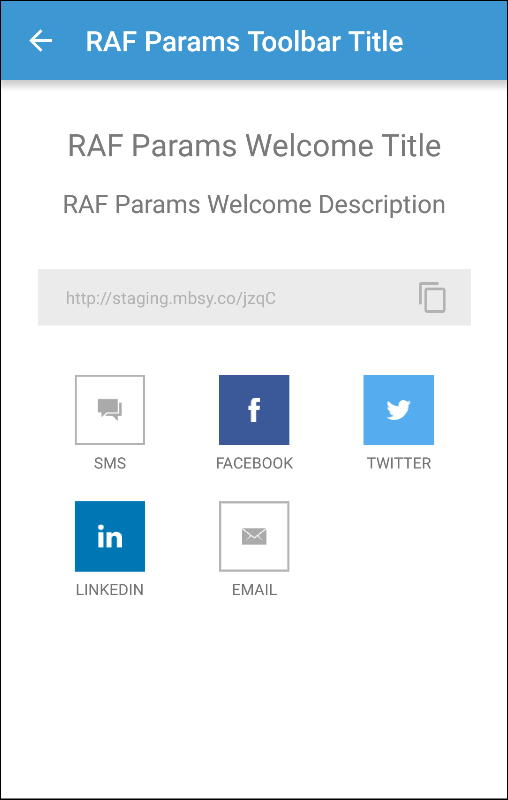 RAF Params Toolbar Title
RAF Params Welcome Title
RAF Params Welcome Description
http://staging.mbsy.co/jzqC
SMS
FACEBOOK
TWITTER
LINKEDIN
EMAIL